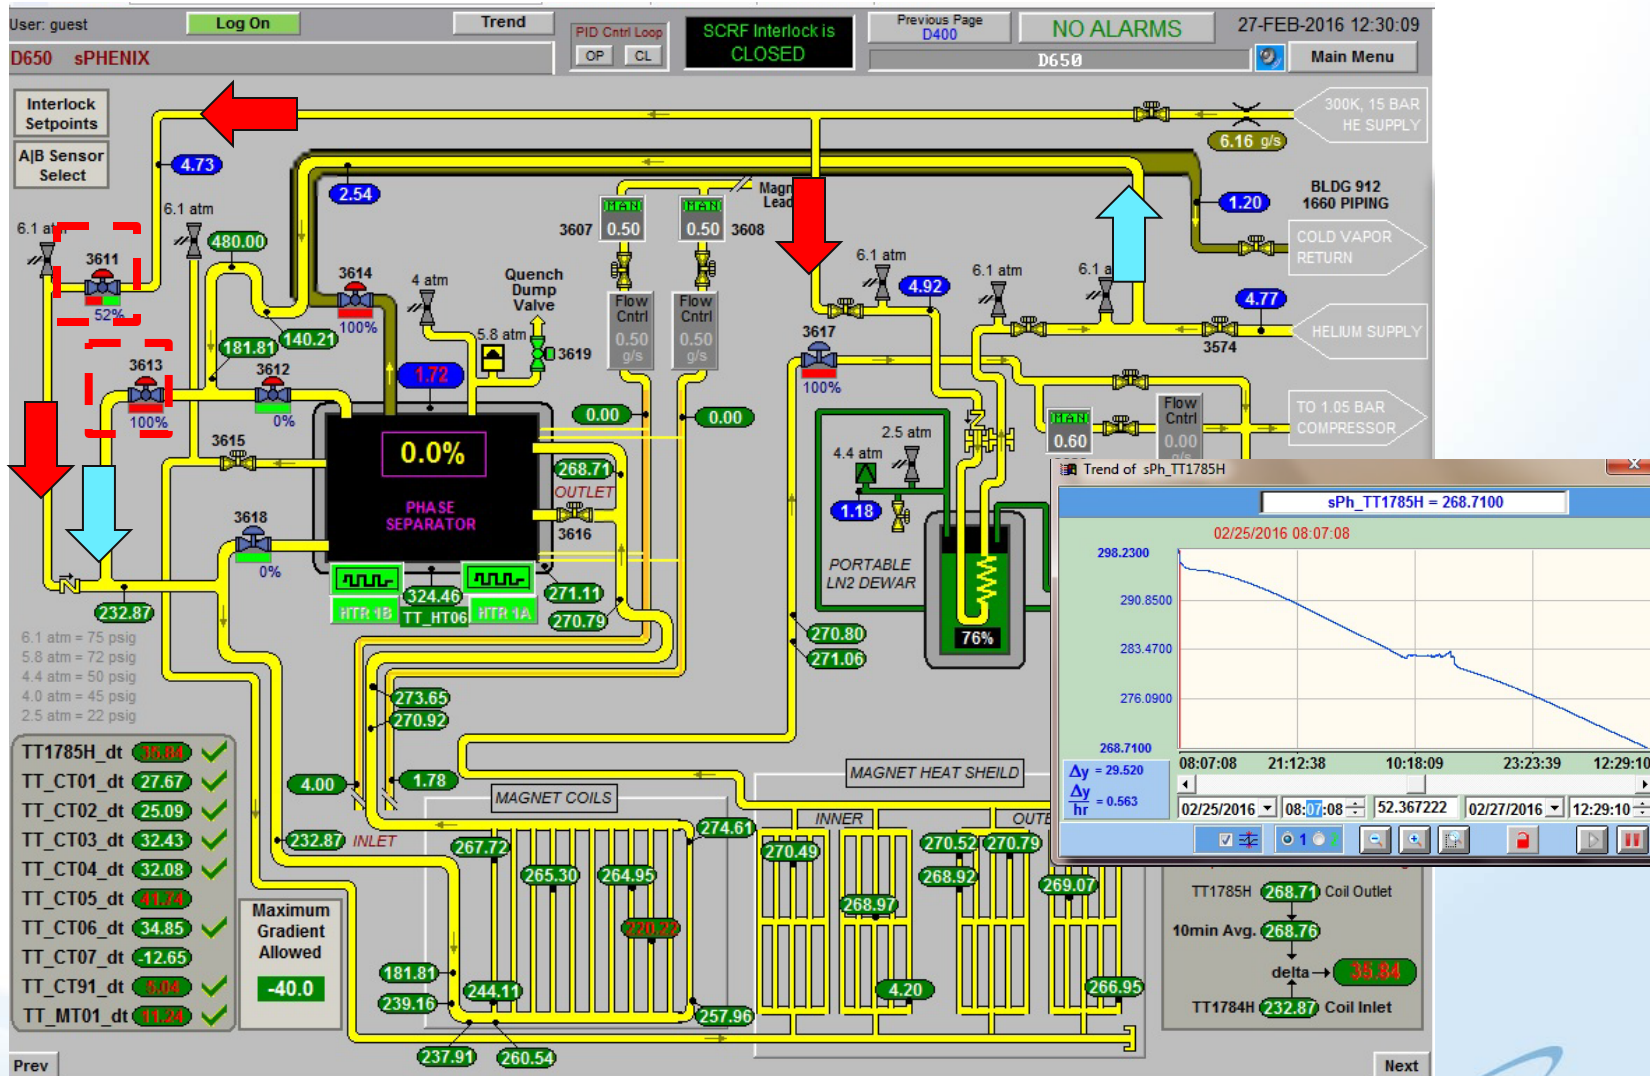 User: guest
Log On
Trend
PID Cntrl Loop
OP
CL
SCRF Interlock is
CLOSED
Previous Page
D400
NO ALARMS
27-FEB-2016 12:30:09
D650 sPHENIX
D650
Main Menu
Interlock
Setpoints
A|B Sensor
Select
300K, 15 BAR
HE SUPPLY
6.16 g/s
4.73
2.54
BLDG 912
1660 PIPING
1.20
COLD VAPOR
RETURN
6.1 atm
480.00
3607
MAN
0.50
MAN
0.50
3608
3611
52%
3614
100%
4 atm
Quench
Dump
Valve
5.8 atm
3619
Flow
Cntrl
0.50
g/s
Flow
Cntrl
0.50
g/s
6.1 atm
4.92
6.1 atm
4.77
HELIUM SUPPLY
3574
140.21
181.81
3617
100%
3613
100%
3612
0%
1.72
0.00
0.00
TO 1.05 BAR
COMPRESSOR
MAN
0.60
Flow
Cntrl
0.00
3615
0.0%
PHASE
SEPARATOR
268.71
OUTLET
3616
4.4 atm
2.5 atm
1.18
PORTABLE
LN2 DEWAR
76%
3618
0%
HTR 1B
324.46
TT_HT06
HTR 1A
271.11
270.79
232.87
6.1 atm = 75 psig
5.8 atm = 72 psig
4.4 atm = 50 psig
4.0 atm = 45 psig
2.5 atm = 22 psig
270.80
271.06
273.65
270.92
4.00
1.78
TT1785H_dt 35.84
TT_CT01_dt 27.67
TT_CT02_dt 25.09
TT_CT03_dt 32.43
TT_CT04_dt 32.08
TT_CT05_dt 41.74
TT_CT06_dt 34.85
TT_CT07_dt -12.65
TT_CT91_dt 5.04
TT_MT01_dt 11.24
Maximum
Gradient
Allowed
-40.0
232.87 INLET
MAGNET COILS
274.61
267.72
265.30
264.95
220.22
181.81
239.16
244.11
257.96
237.91
260.54
MAGNET HEAT SHEILD
INNER
270.49
270.52
270.79
268.92
268.97
269.07
4.20
266.95
Trend of sPh_TT1785H
sPh_TT1785H = 268.7100
02/25/2016 08:07:08
298.2300
290.8500
283.4700
276.0900
268.7100
08:07:08
21:12:38
10:18:09
23:23:39
12:29:10
Δy = 29.520
Δy
hr = 0.563
02/25/2016
08:07:08
52.367222
02/27/2016
12:29:10
1
2
TT1785H 268.71 Coil Outlet
10min Avg. 268.76
delta 35.84
TT1784H 232.87 Coil Inlet
Prev
Next